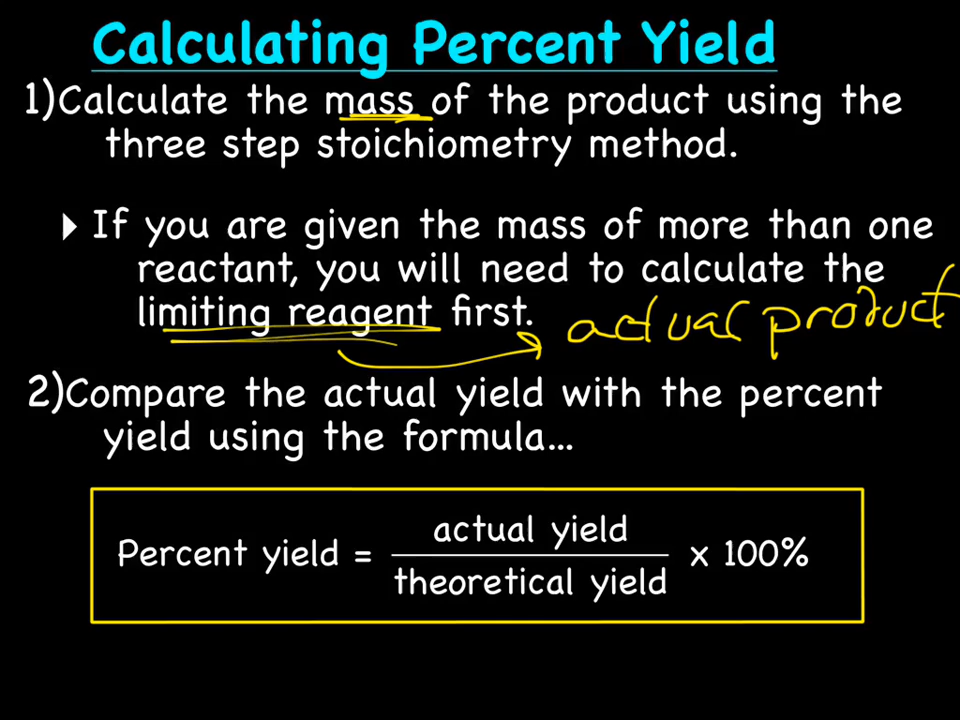 Calculating Percent Yield
1)Calculate the mass of the product using the
three step stoichiometry method.
If you are given the mass of more than one
reactant, you will need to calculate the
limiting reagent first.
actual product
2)Compare the actual yield with the percent
yield using the formula...
actual yield
Percent yield = x 100%
theoretical yield